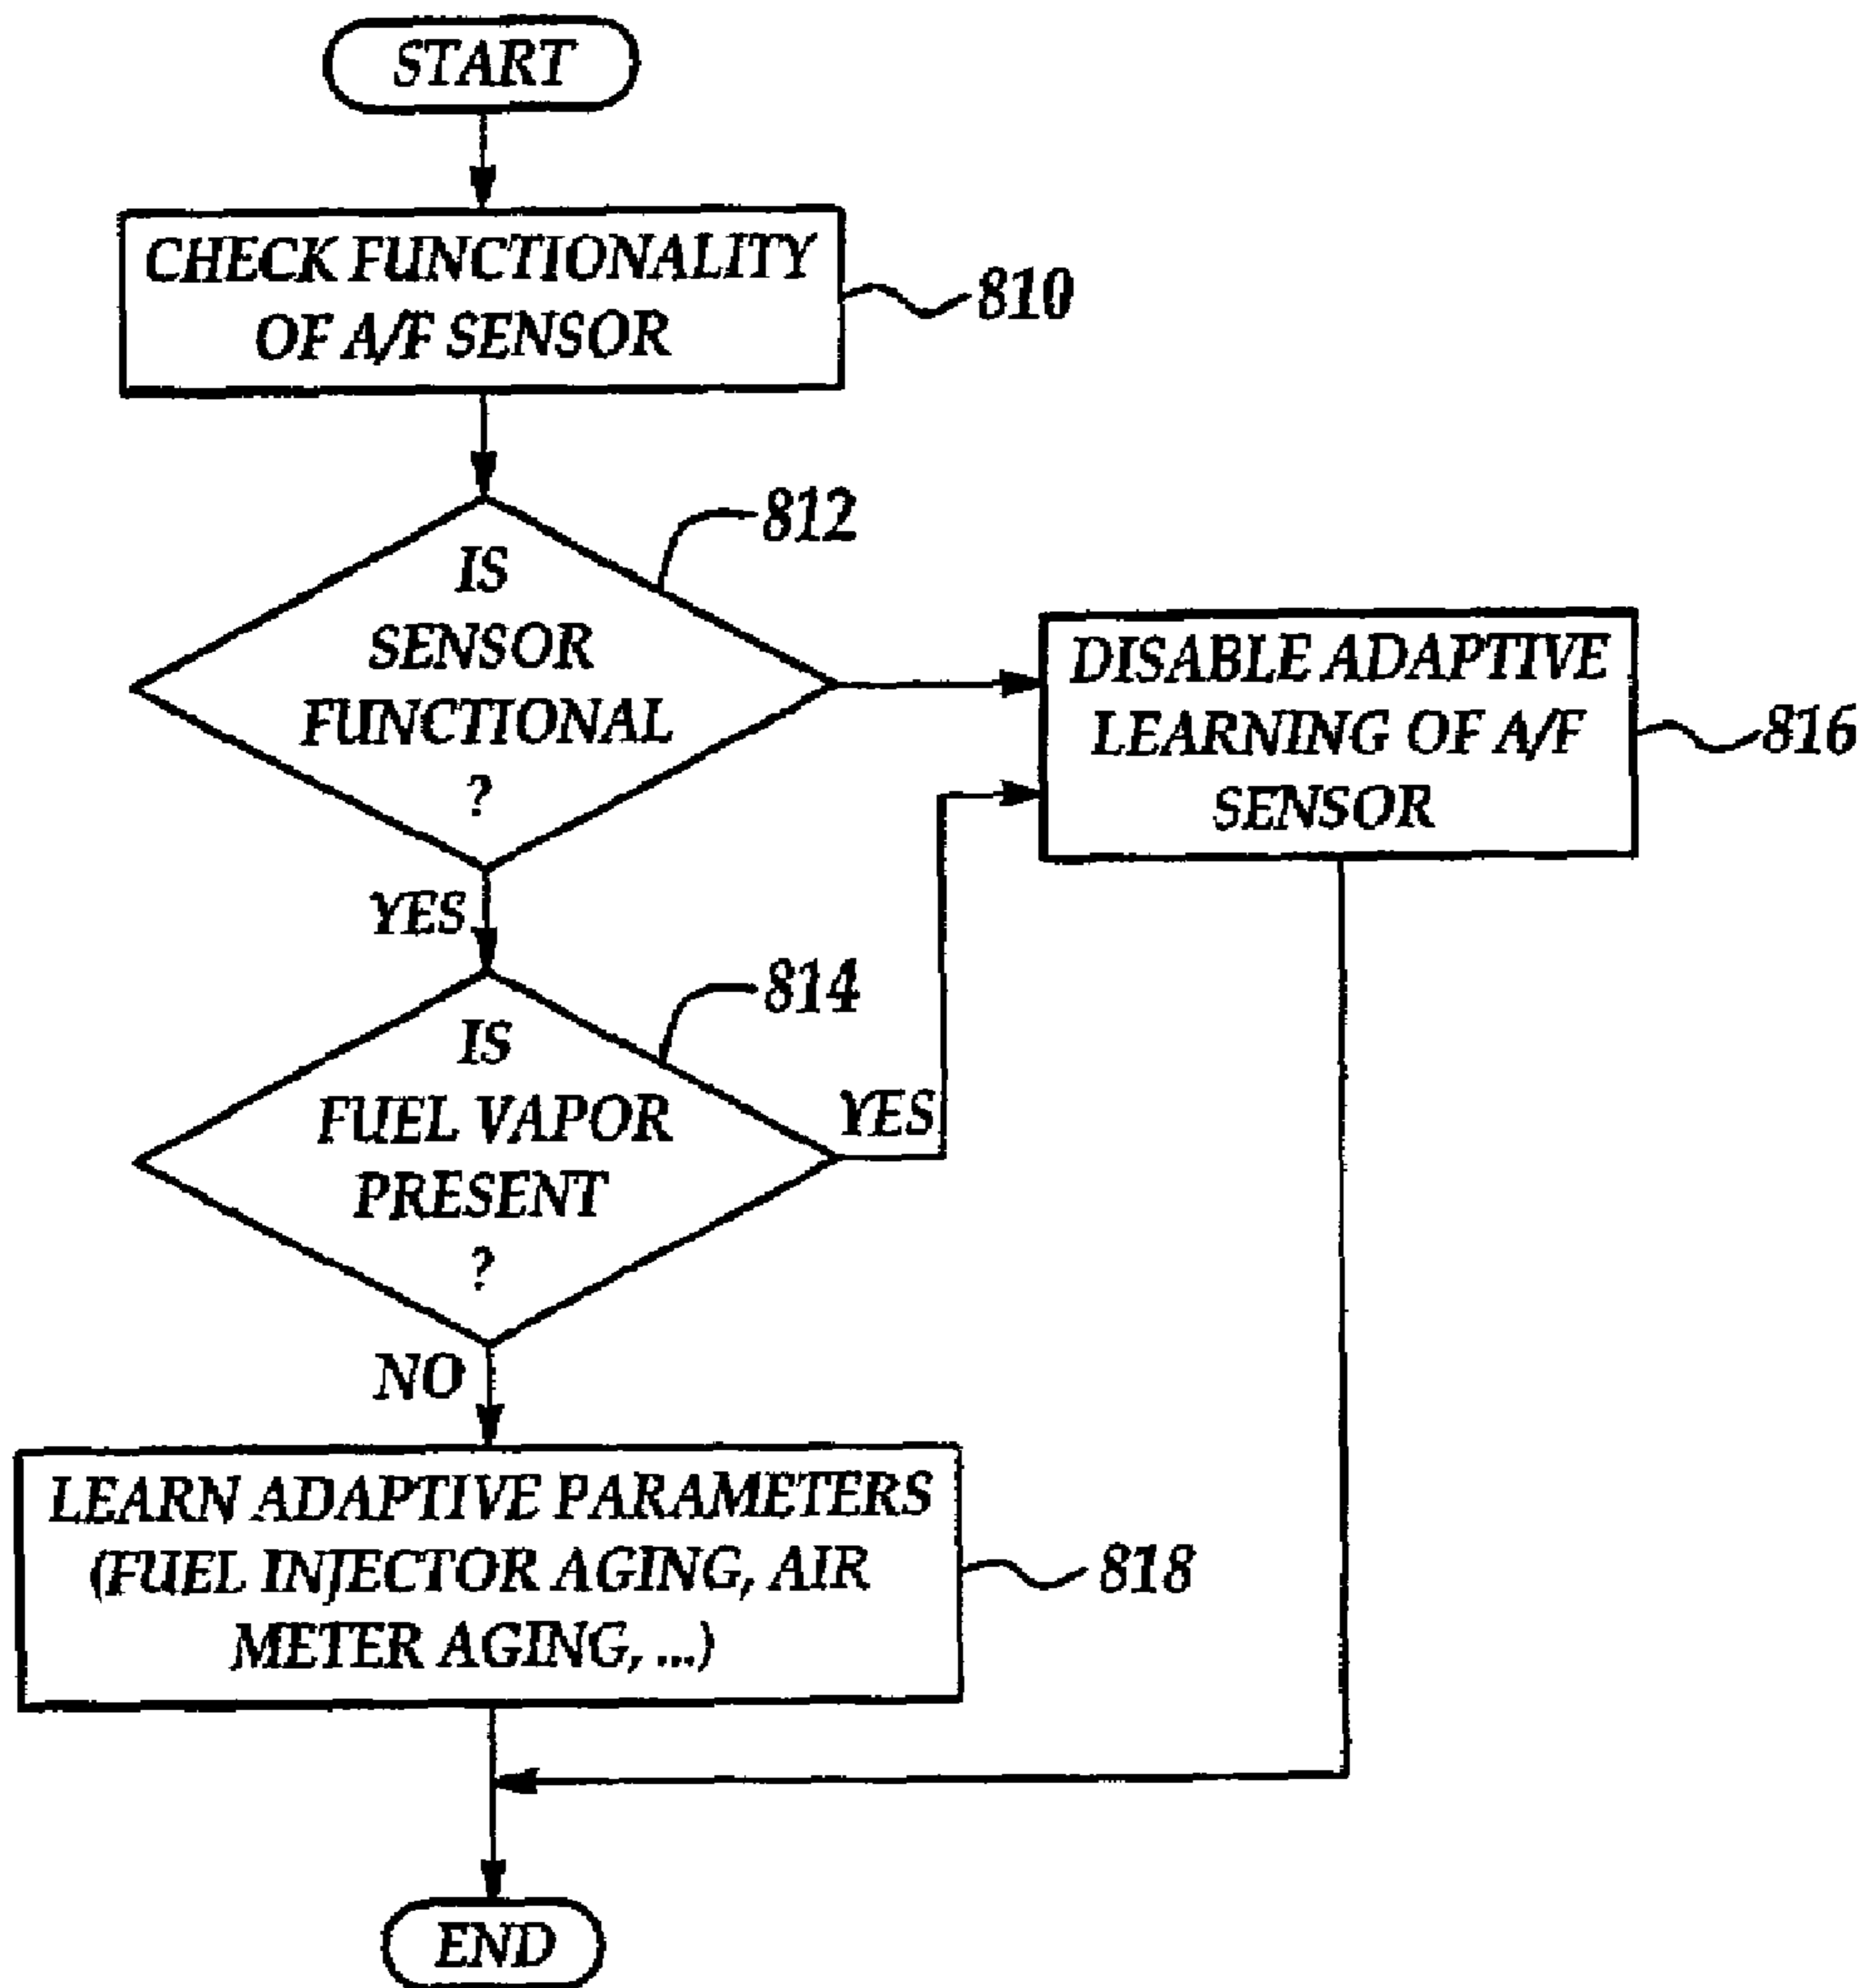 START
CHECK FUNCTIONALITY
OF A/F SENSOR
810
IS
SENSOR
FUNCTIONAL
?
812
DISABLE ADAPTIVE
LEARNING OF A/F
SENSOR
816
YES
IS
FUEL VAPOR
PRESENT
?
814
YES
NO
LEARN ADAPTIVE PARAMETERS
(FUEL INJECTOR AGING, AIR
METER AGING, ...)
818
END